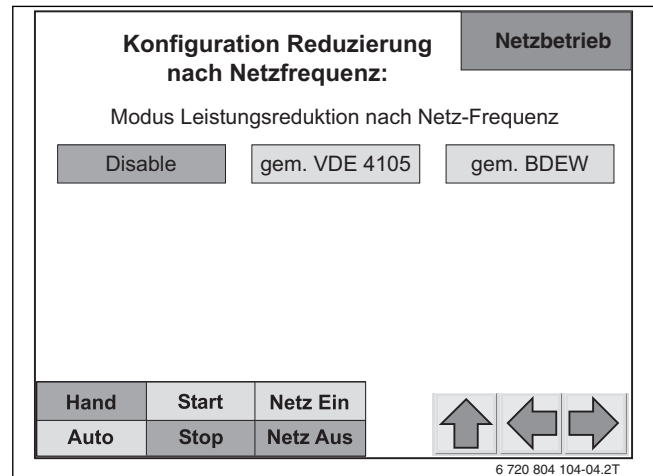 Konfiguration Reduzierung
nach Netzfrequenz:
Netzbetrieb
Modus Leistungsreduktion nach Netz-Frequenz
Disable gem. VDE 4105 gem. BDEW
Hand Start Netz Ein
Auto Stop Netz Aus
6 720 804 104-04.2T